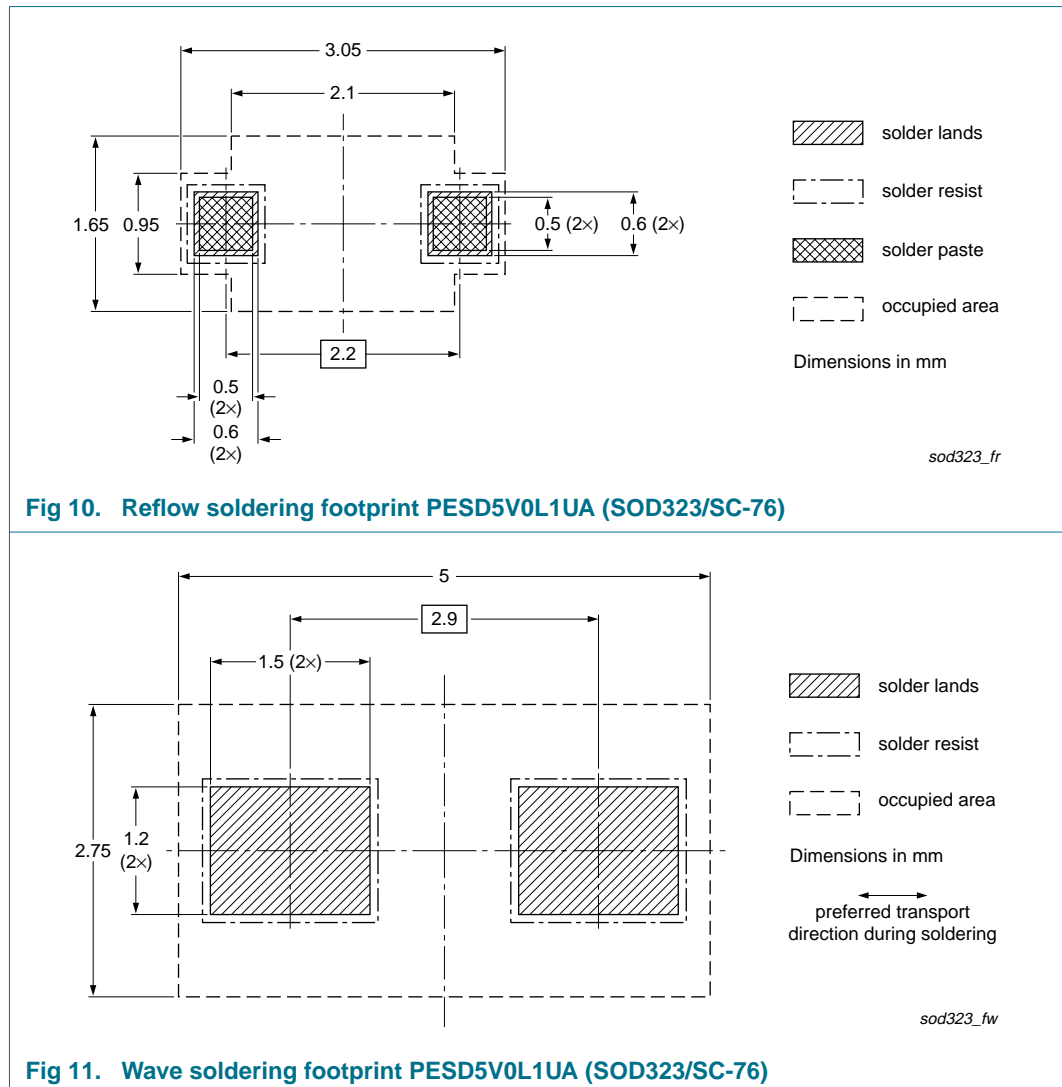 3.05
2.1
solder lands
solder resist
1.65 0.95 0.5 (2×) 0.6 (2×)
solder paste
occupied area
2.2
Dimensions in mm
0.5
(2×)
0.6
(2×)
sod323_fr
Fig 10. Reflow soldering footprint PESD5V0L1UA (SOD323/SC-76)
5
2.9
1.5 (2×)
solder lands
solder resist
occupied area
2.75
1.2
(2×)
Dimensions in mm
preferred transport
direction during soldering
sod323_fw
Fig 11. Wave soldering footprint PESD5V0L1UA (SOD323/SC-76)